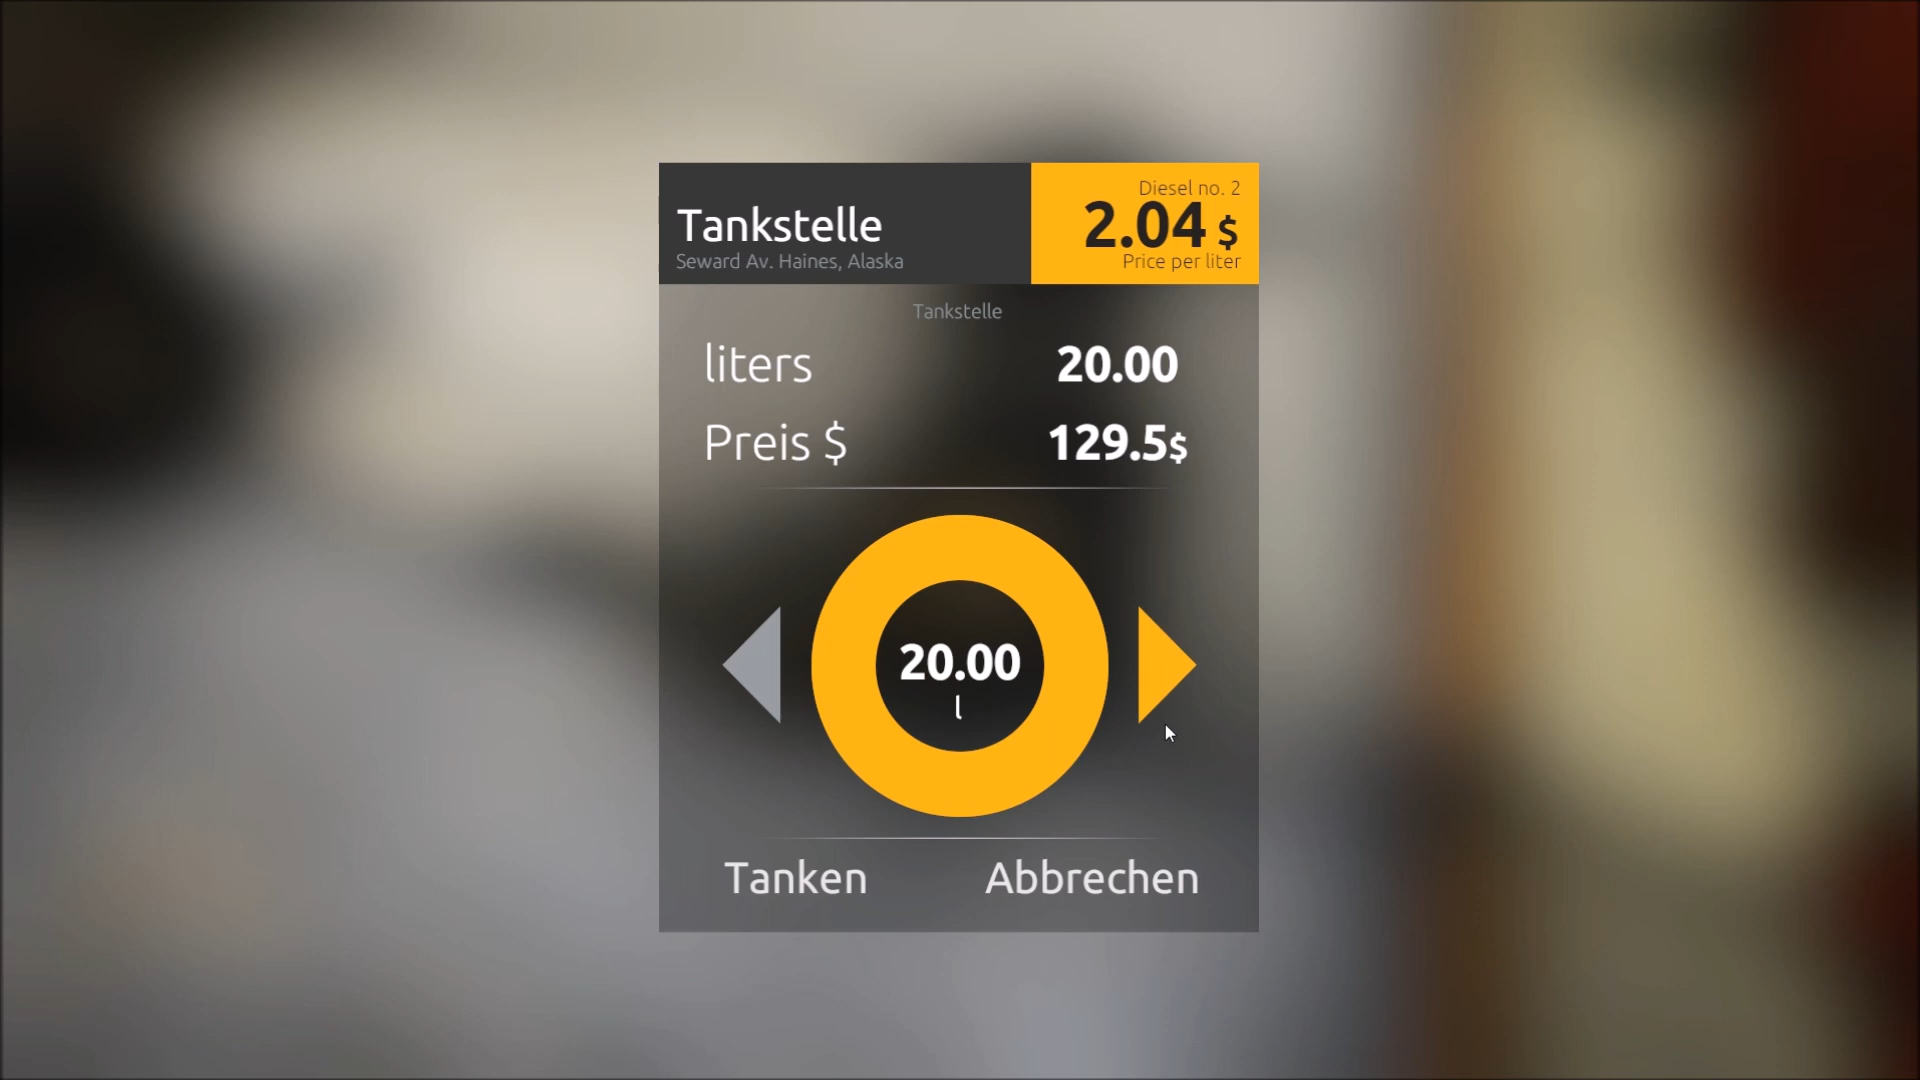 Tankstelle
Seward Av. Haines, Alaska
Diesel no. 2
2.04 $
Price per liter
Tankstelle
liters 20.00
Preis $ 129.5$
20.00
l
Tanken Abbrechen